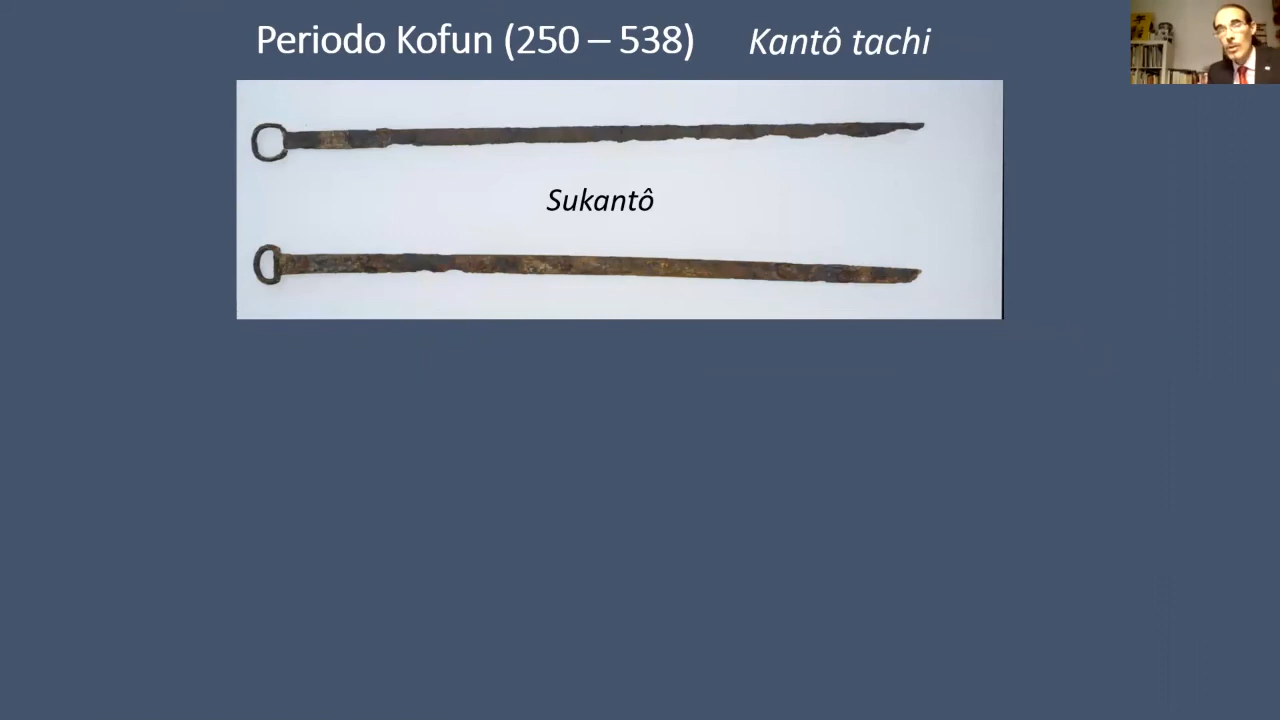 Periodo Kofun (250 – 538) Kantô tachi
Sukantô